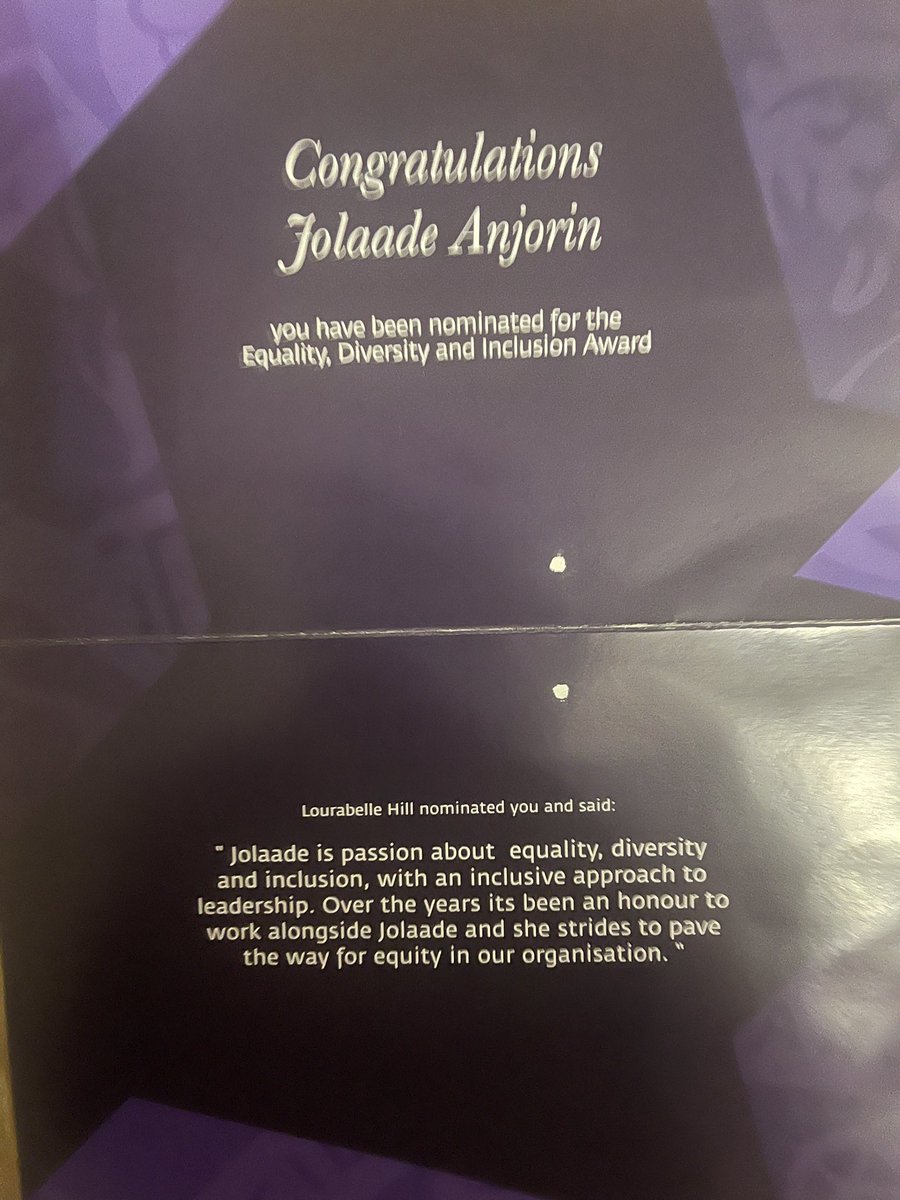 Congratulations
Jolaade Anjorin
you have been nominated for the
Equality, Diversity and Inclusion Award
Lourabelle Hill nominated you and said:
" Jolaade is passion about  equality, diversity
and inclusion, with an inclusive approach to
leadership. Over the years its been an honour to
work alongside Jolaade and she strides to pave
the way for equity in our organisation. "